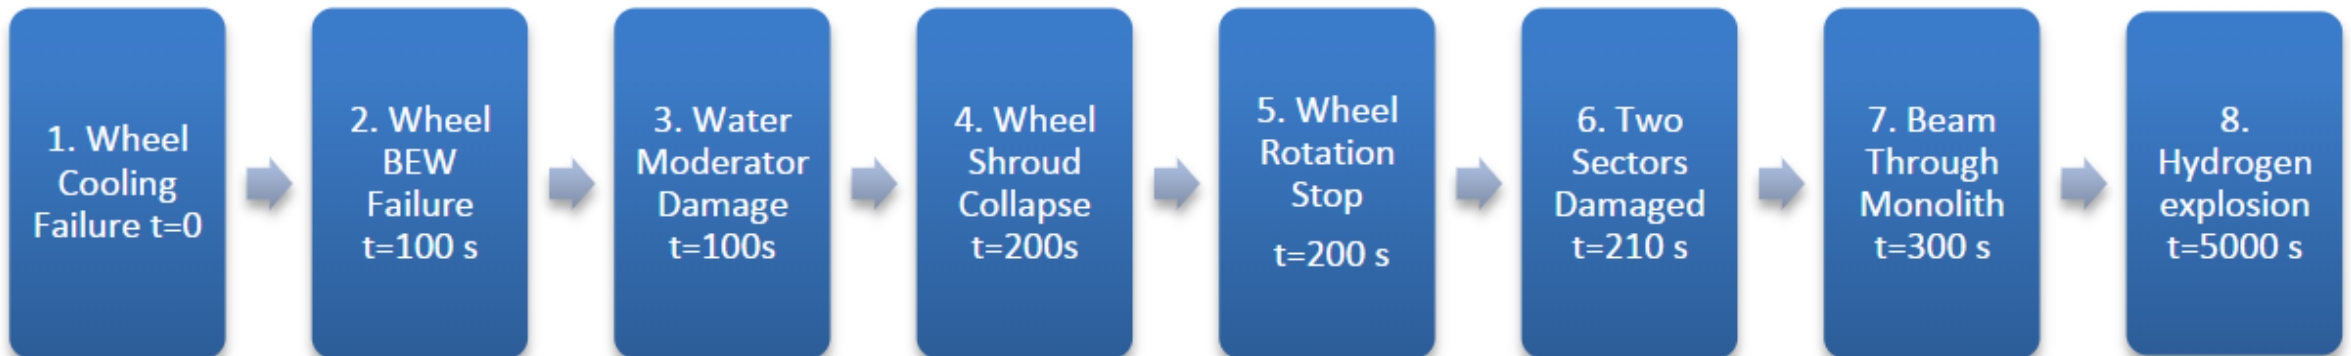 1. Wheel
Cooling
Failure t=0
2. Wheel
BEW
Failure
t=100 s
3. Water
Moderator
Damage
t=100s
4. Wheel
Shroud
Collapse
t=200s
5. Wheel
Rotation
Stop
t=200 s
6. Two
Sectors
Damaged
t=210 s
7. Beam
Through
Monolith
t=300 s
8.
Hydrogen
explosion
t=5000 s